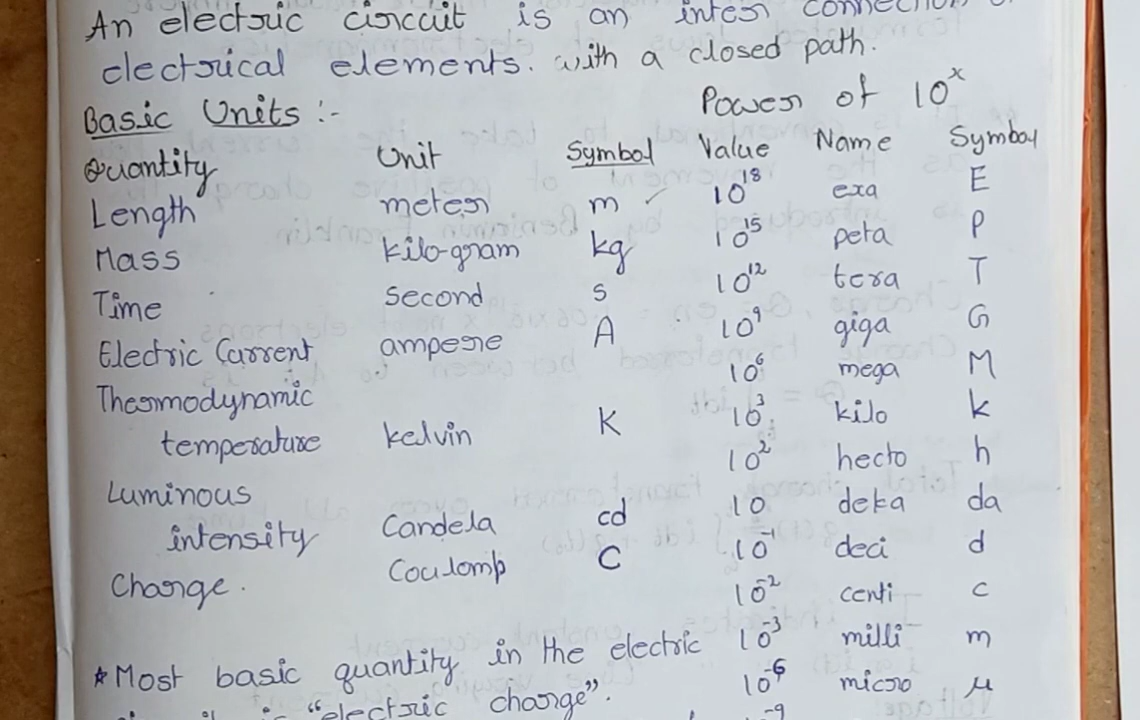 An electric circuit is an inter connection of
electrical elements. with a closed path.
Basic Units :-
Power of 10^x
Quantity Unit Symbol Value Name Symbol
Length meter m ✓ 10^18 exa E
Mass kilo-gram kg 10^15 peta P
Time second s 10^12 tera T
Electric Current ampere A 10^9 giga G
10^6 mega M
Thermodynamic
temperature kelvin K 10^3 kilo k
10^2 hecto h
Luminous
intensity Candela cd 10 deka da
Charge. Coulomb C 10^-1 deci d
10^-2 centi c
10^-3 milli m
*Most basic quantity in the electric
10^-6 micro μ
"electric charge".
-9